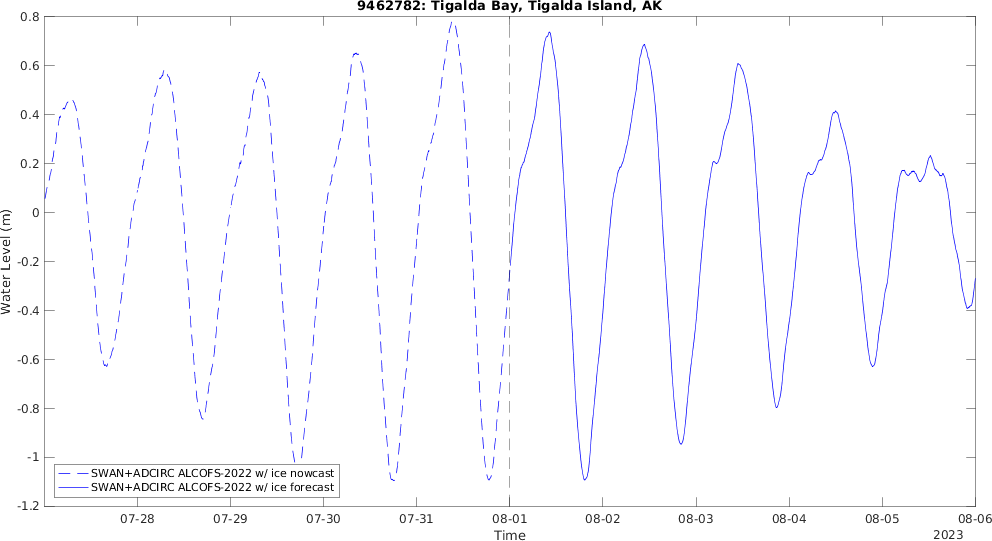 9462782: Tigalda Bay, Tigalda Island, AK
0.8
0.6
0.4
0.2
0
-0.2
-0.4
-0.6
-0.8
-1
-1.2
Water Level (m)
SWAN+ADCIRC ALCOFS-2022 w/ ice nowcast
SWAN+ADCIRC ALCOFS-2022 w/ ice forecast
07-28 07-29 07-30 07-31 08-01 08-02 08-03 08-04 08-05 08-06
Time
2023